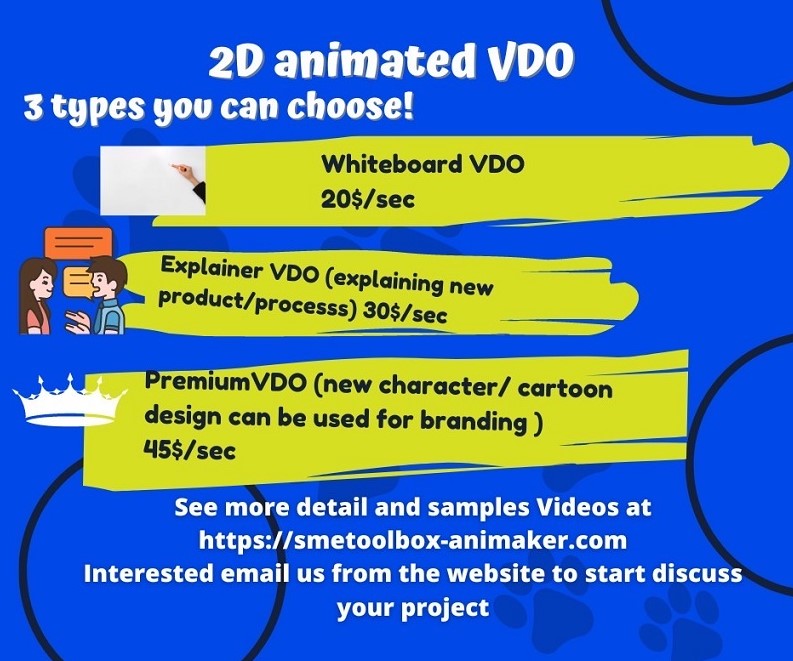 2D animated VDO
3 types you can choose!
Whiteboard VDO
20$/sec
Explainer VDO (explaining new
product/processs) 30$/sec
PremiumVDO (new character/ cartoon
design can be used for branding )
45$/sec
See more detail and samples Videos at
https://smetoolbox-animaker.com
Interested email us from the website to start discuss
your project